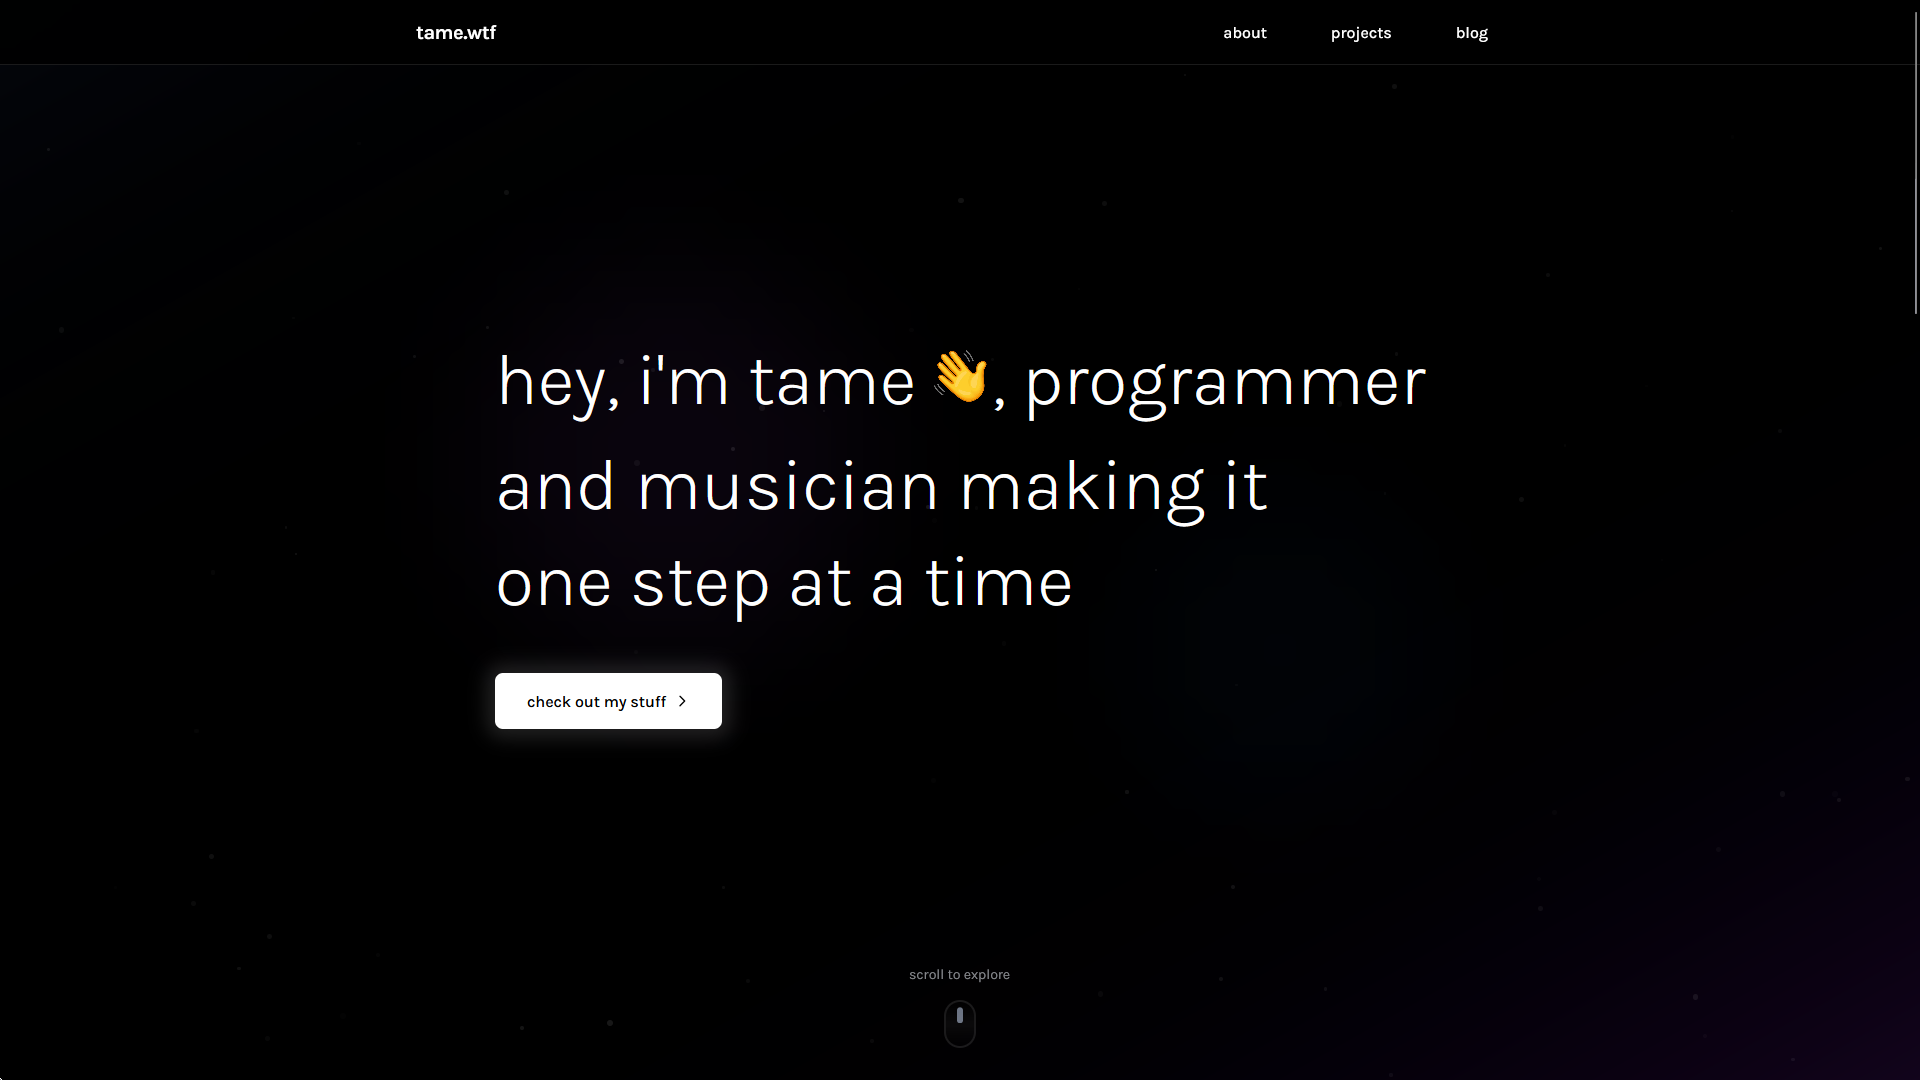 tame.wtf
about projects blog
hey, i'm tame 👋, programmer
and musician making it
one step at a time
check out my stuff
scroll to explore